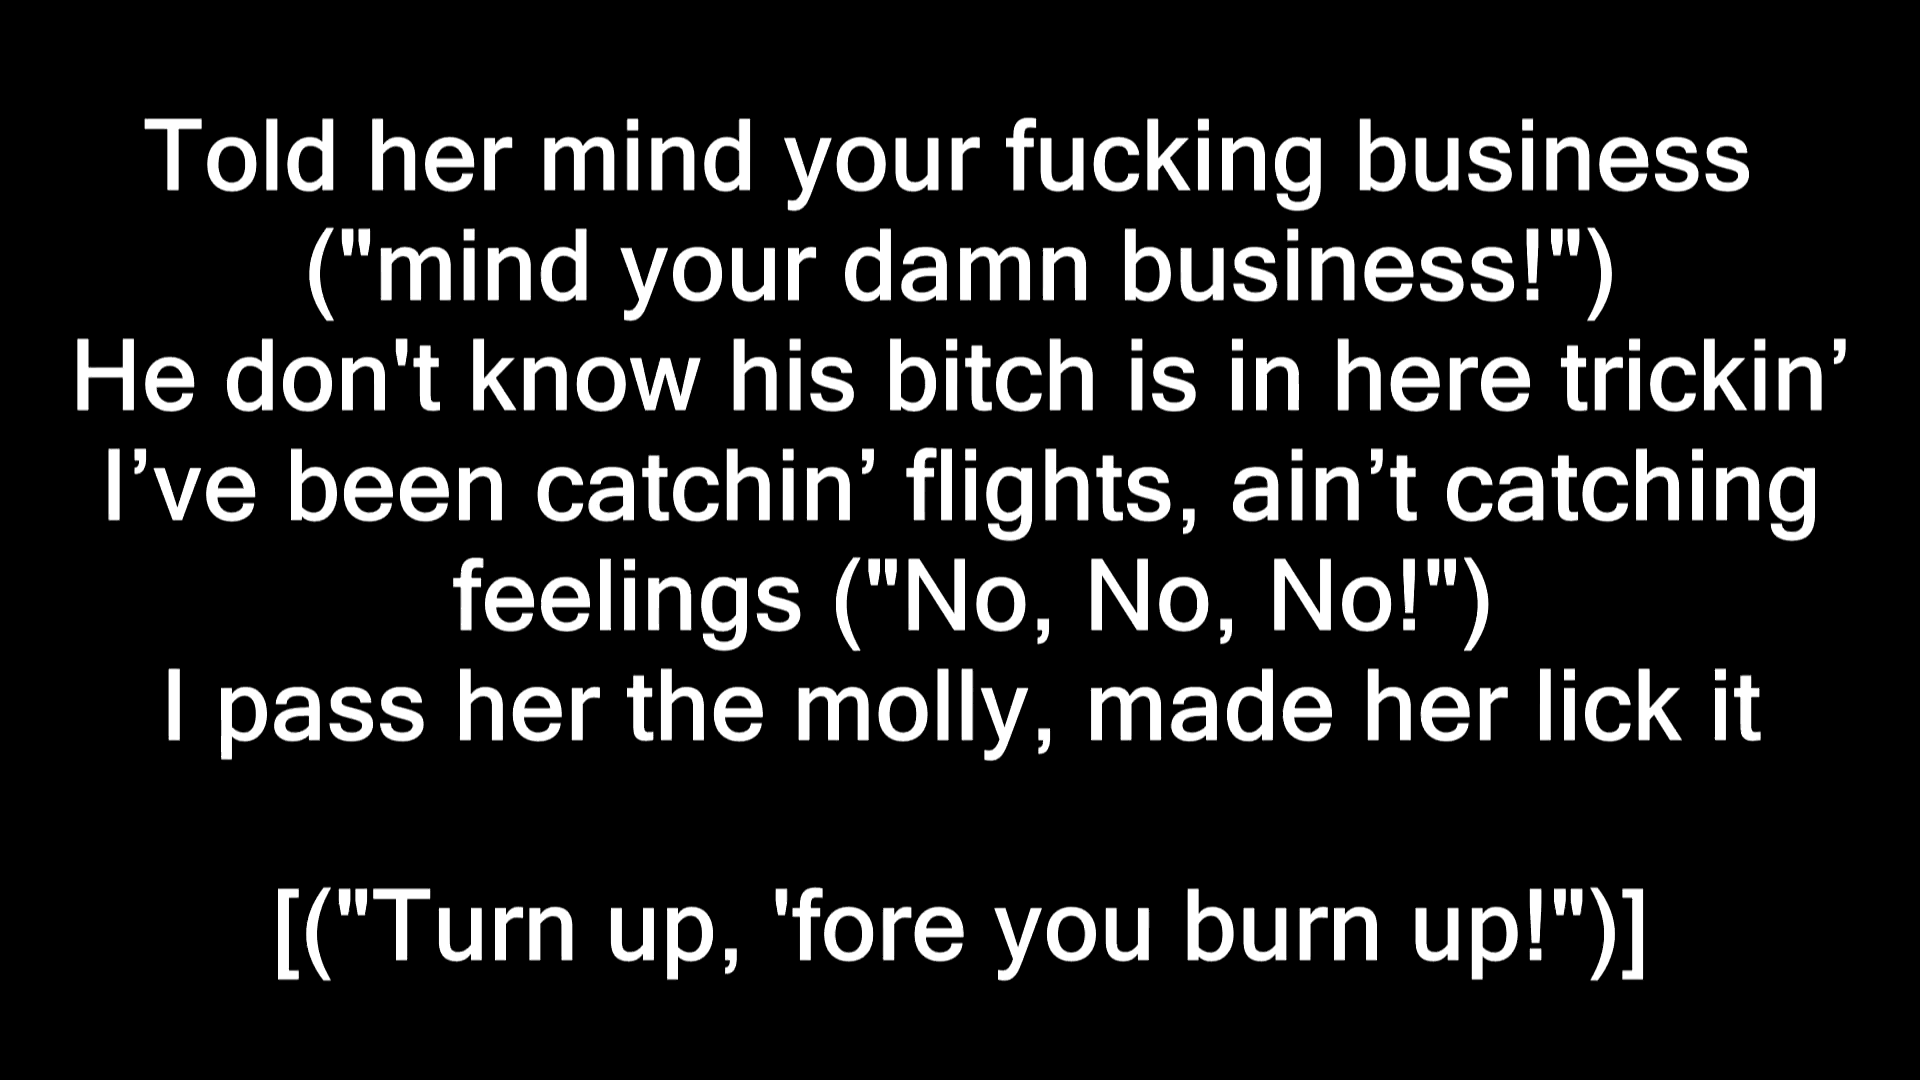 Told her mind your fucking business
("mind your damn business!")
He don't know his bitch is in here trickin’
I’ve been catchin’ flights, ain’t catching
feelings ("No, No, No!")
I pass her the molly, made her lick it
[("Turn up, 'fore you burn up!")]